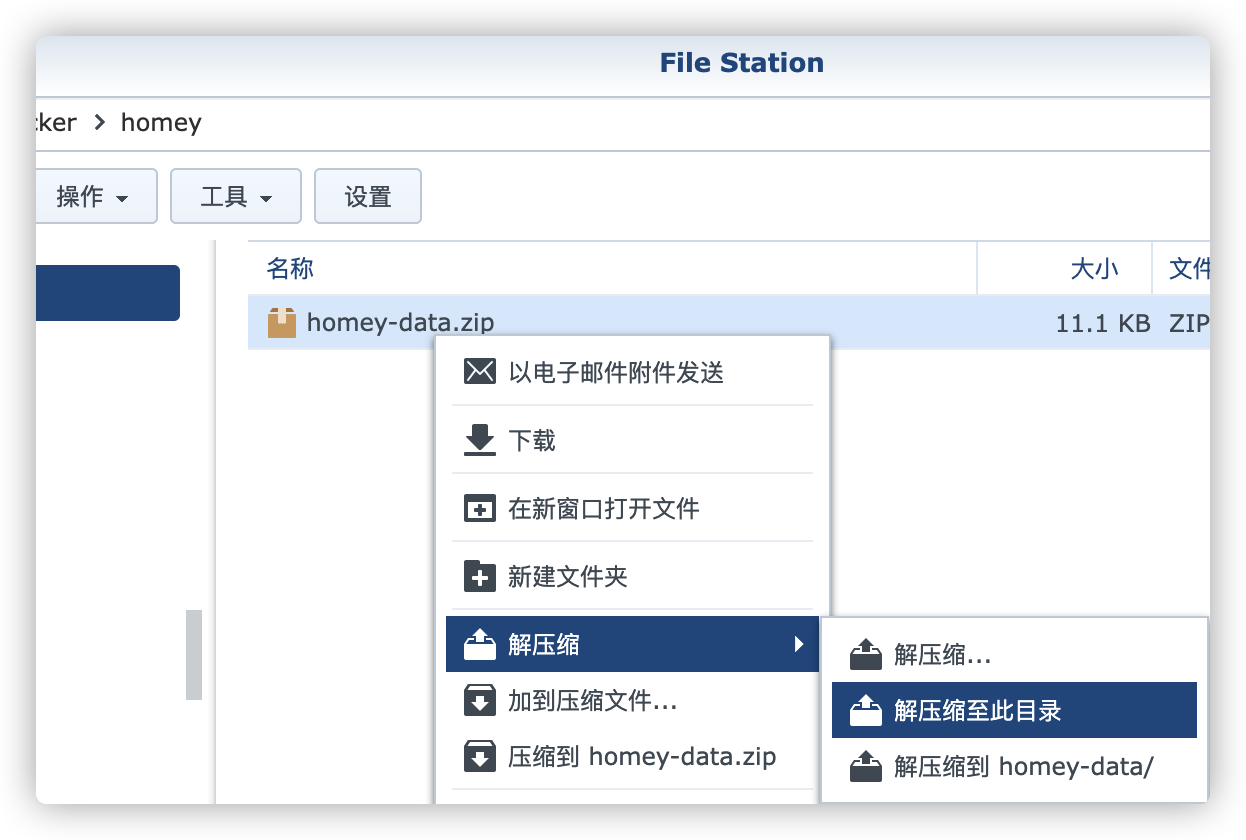 File Station
cker > homey
操作 工具 设置
名称 大小 文件
homey-data.zip 11.1 KB ZIP
以电子邮件附件发送
下载
在新窗口打开文件
新建文件夹
解压缩
加到压缩文件...
压缩到 homey-data.zip
解压缩...
解压缩至此目录
解压缩到 homey-data/